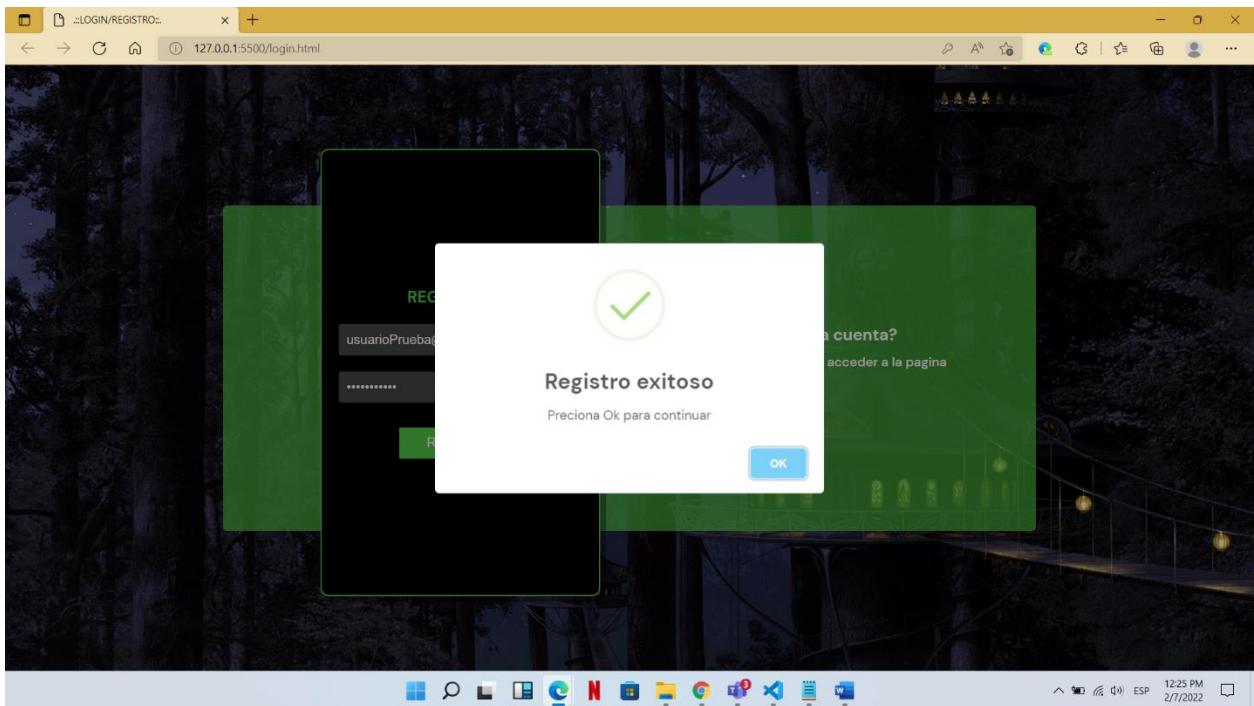 .::LOGIN/REGISTRO::.
127.0.0.1:5500/login.html
REG
usuarioPrueba@
a cuenta?
acceder a la pagina
R
Registro exitoso
Preciona Ok para continuar
OK
ESP
12:25 PM
2/7/2022